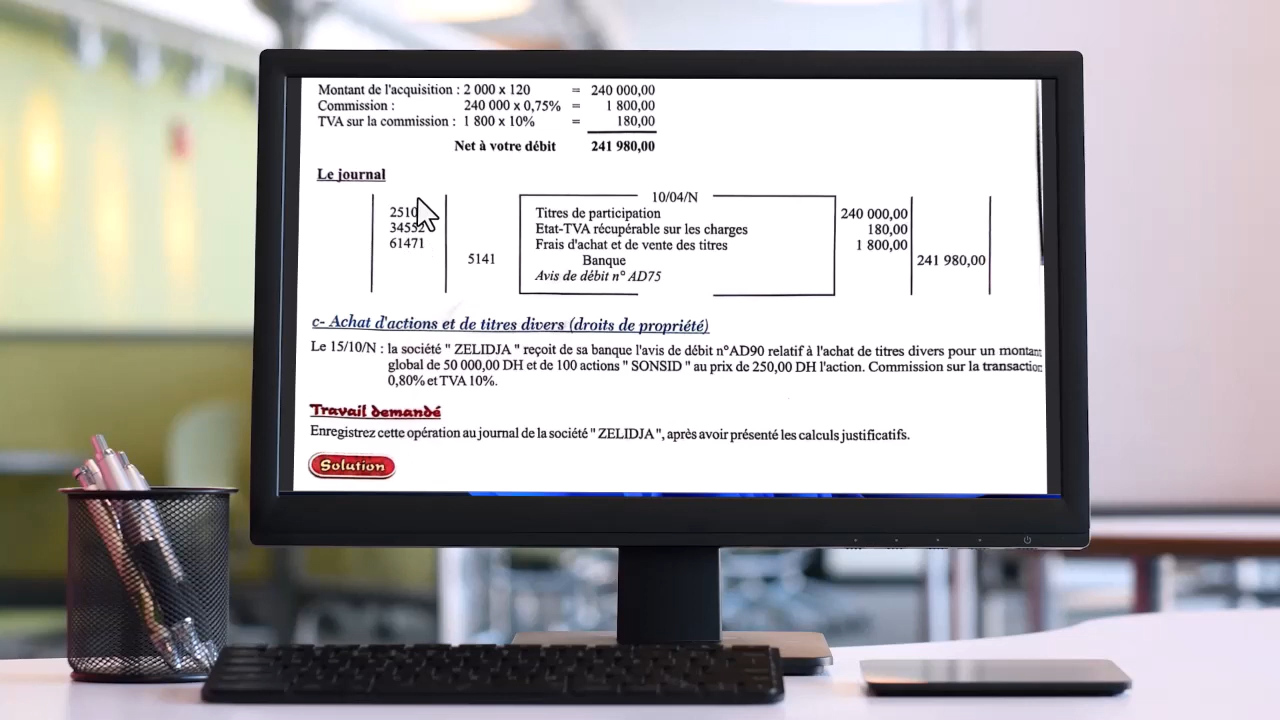 Montant de l'acquisition : 2 000 x 120 = 240 000,00
Commission : 240 000 x 0,75% = 1 800,00
TVA sur la commission : 1 800 x 10% = 180,00
Net à votre débit 241 980,00
Le journal
10/04/N
2510 Titres de participation 240 000,00
34552 Etat-TVA récupérable sur les charges 180,00
61471 Frais d'achat et de vente des titres 1 800,00
5141 Banque 241 980,00
Avis de débit n° AD75
c- Achat d'actions et de titres divers (droits de propriété)
Le 15/10/N : la société " ZELIDJA " reçoit de sa banque l'avis de débit n°AD90 relatif à l'achat de titres divers pour un montant
global de 50 000,00 DH et de 100 actions " SONSID " au prix de 250,00 DH l'action. Commission sur la transaction
0,80% et TVA 10%.
Travail demandé
Enregistrez cette opération au journal de la société " ZELIDJA ", après avoir présenté les calculs justificatifs.
Solution